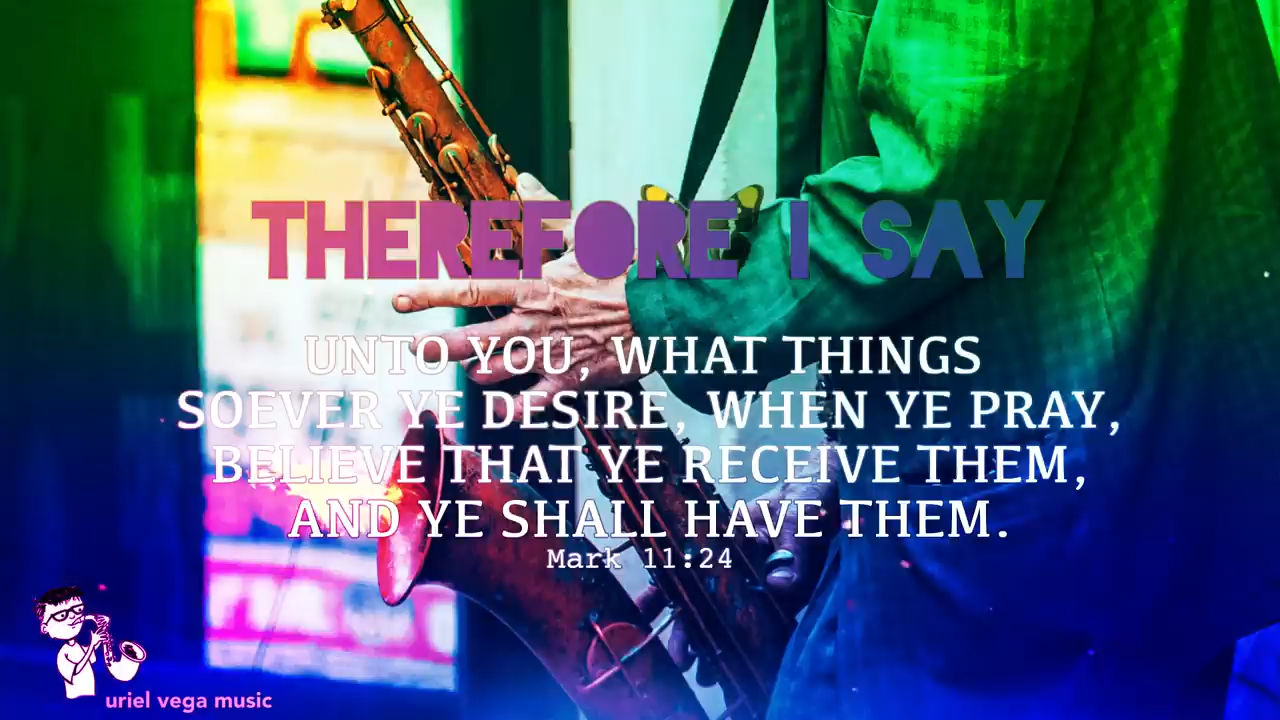 THEREFORE I SAY
UNTO YOU, WHAT THINGS
SOEVER YE DESIRE, WHEN YE PRAY,
BELIEVE THAT YE RECEIVE THEM,
AND YE SHALL HAVE THEM.
Mark 11:24
uriel vega music